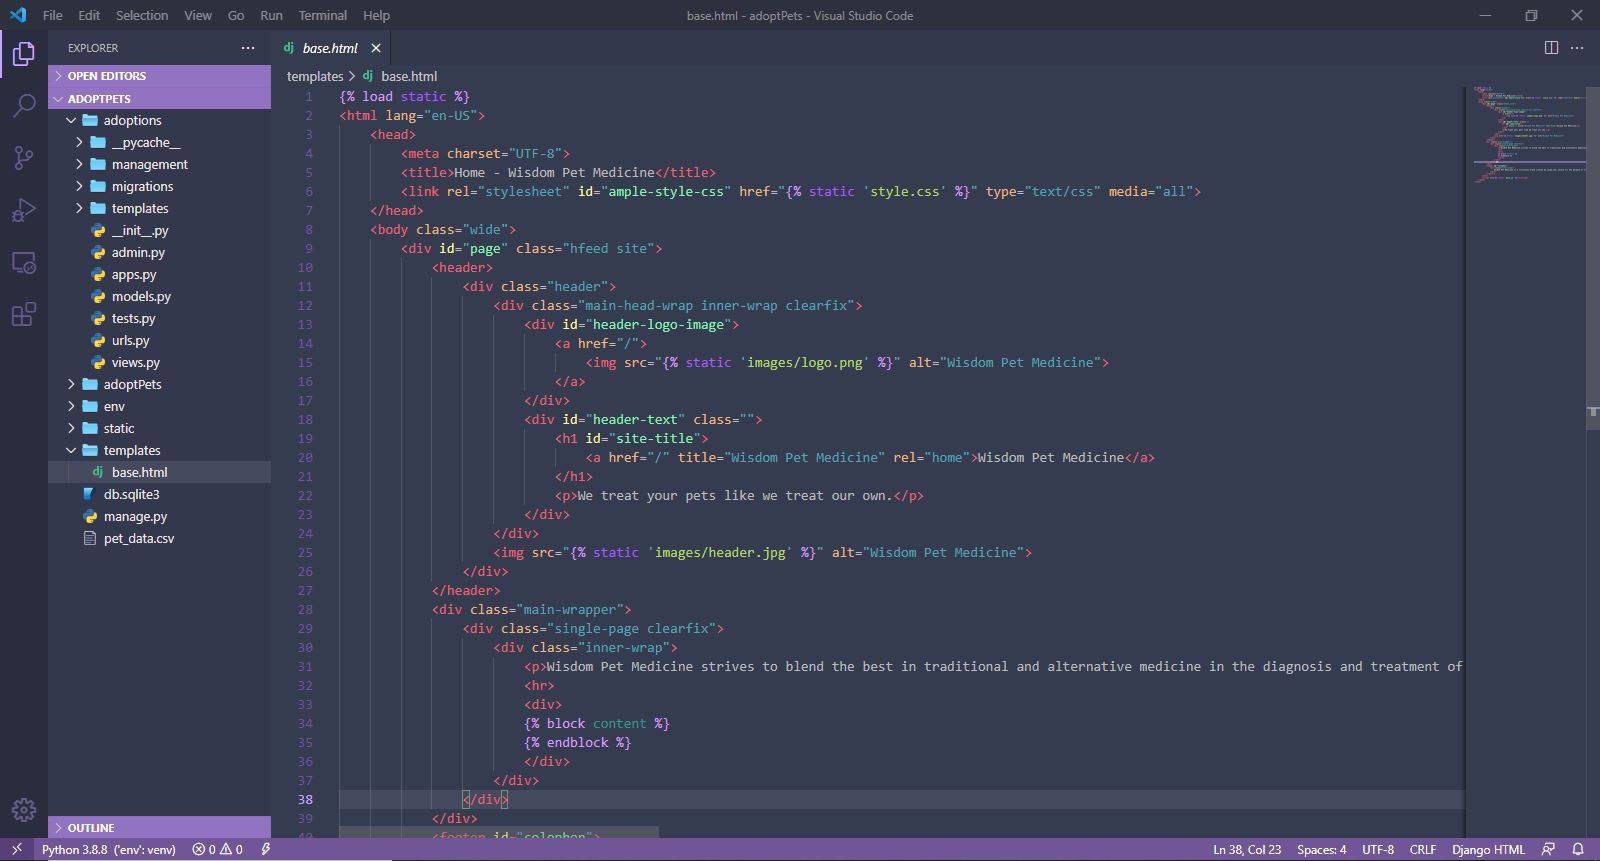 File Edit Selection View Go Run Terminal Help
base.html - adoptPets - Visual Studio Code
EXPLORER
OPEN EDITORS
ADOPTPETS
adoptions
__pycache__
management
migrations
templates
__init__.py
admin.py
apps.py
models.py
tests.py
urls.py
views.py
adoptPets
env
static
templates
dj base.html
db.sqlite3
manage.py
pet_data.csv
OUTLINE
dj base.html
templates > dj base.html
1 {% load static %}
2 <html lang="en-US">
3 <head>
4 <meta charset="UTF-8">
5 <title>Home - Wisdom Pet Medicine</title>
6 <link rel="stylesheet" id="ample-style-css" href="{% static 'style.css' %}" type="text/css" media="all">
7 </head>
8 <body class="wide">
9 <div id="page" class="hfeed site">
10 <header>
11 <div class="header">
12 <div class="main-head-wrap inner-wrap clearfix">
13 <div id="header-logo-image">
14 <a href="/">
15 <img src="{% static 'images/logo.png' %}" alt="Wisdom Pet Medicine">
16 </a>
17 </div>
18 <div id="header-text" class="">
19 <h1 id="site-title">
20 <a href="/" title="Wisdom Pet Medicine" rel="home">Wisdom Pet Medicine</a>
21 </h1>
22 <p>We treat your pets like we treat our own.</p>
23 </div>
24 </div>
25 <img src="{% static 'images/header.jpg' %}" alt="Wisdom Pet Medicine">
26 </div>
27 </header>
28 <div class="main-wrapper">
29 <div class="single-page clearfix">
30 <div class="inner-wrap">
31 <p>Wisdom Pet Medicine strives to blend the best in traditional and alternative medicine in the diagnosis and treatment of
32 <hr>
33 <div>
34 {% block content %}
35 {% endblock %}
36 </div>
37 </div>
38 </div>
39 </div>
40 <footer id="colophon">
Python 3.8.8 ('env': venv) 0 0
Ln 38, Col 23 Spaces: 4 UTF-8 CRLF Django HTML